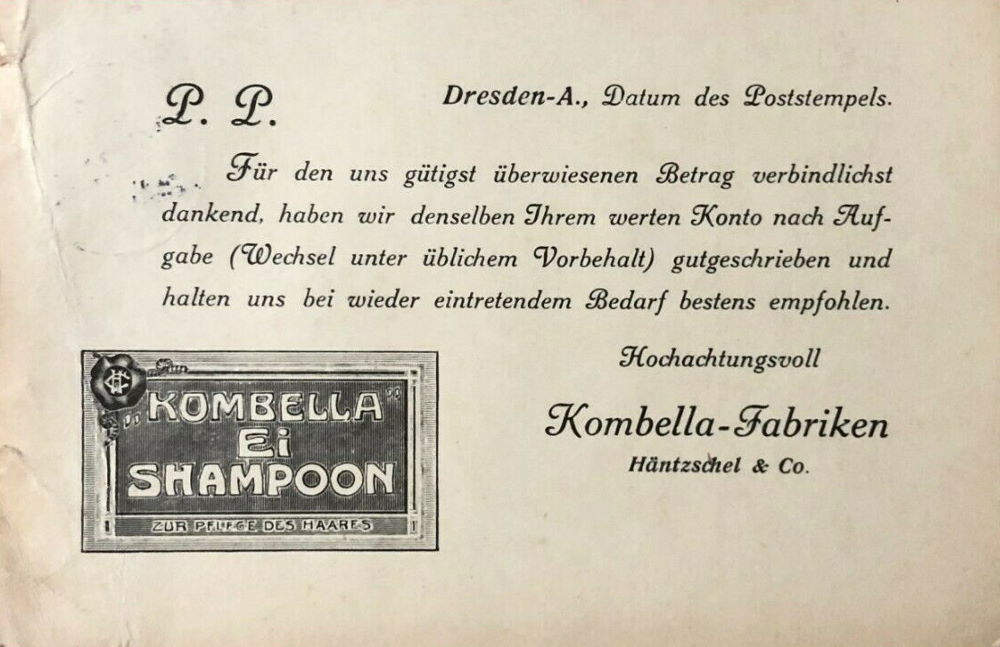 P. P.
Dresden-A., Datum des Poststempels.
Für den uns gütigst überwiesenen Betrag verbindlichst
dankend, haben wir denselben Ihrem werten Konto nach Auf-
gabe (Wechsel unter üblichem Vorbehalt) gutgeschrieben und
halten uns bei wieder eintretendem Bedarf bestens empfohlen.
Hochachtungsvoll
Kombella-Fabriken
Häntzschel & Co.
„KOMBELLA“
Ei
SHAMPOON
ZUR PFLEGE DES HAARES